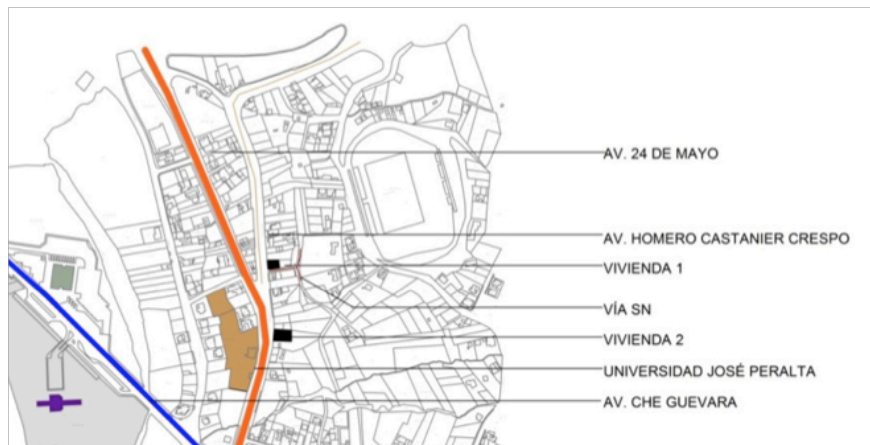 AV. 24 DE MAYO
AV. HOMERO CASTANIER CRESPO
VIVIENDA 1
VÍA SN
VIVIENDA 2
UNIVERSIDAD JOSÉ PERALTA
AV. CHE GUEVARA